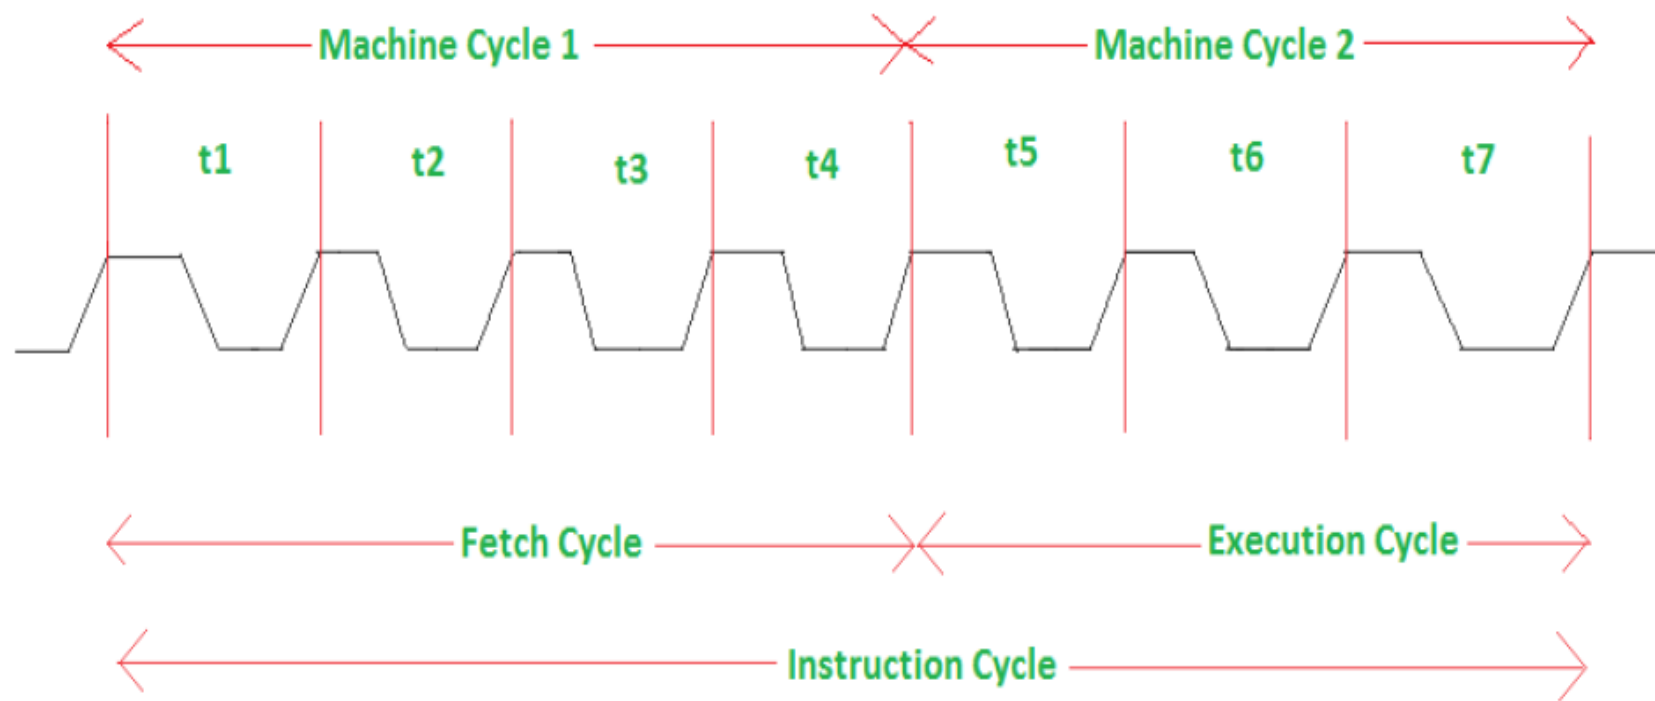 Machine Cycle 1 Machine Cycle 2
t1 t2 t3 t4 t5 t6 t7
Fetch Cycle Execution Cycle
Instruction Cycle